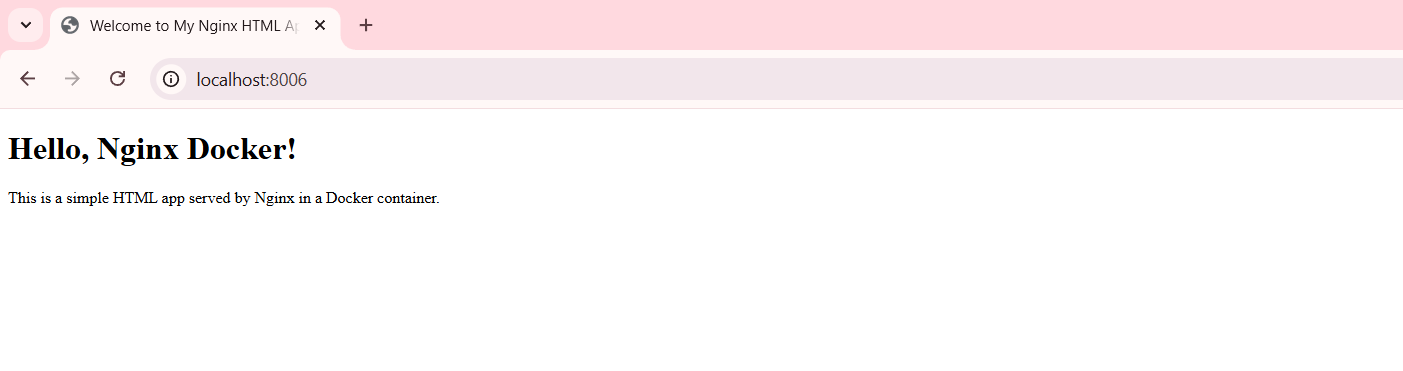 Welcome to My Nginx HTML Ap
localhost:8006
Hello, Nginx Docker!
This is a simple HTML app served by Nginx in a Docker container.